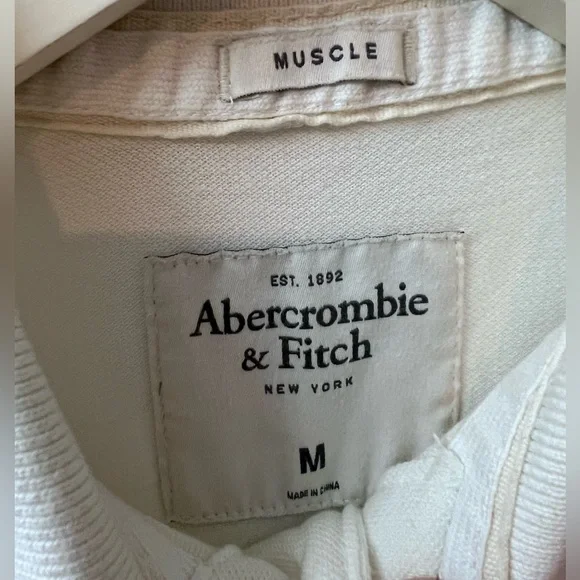 MUSCLE
EST. 1892
Abercrombie
& Fitch
NEW YORK
M
MADE IN CHINA